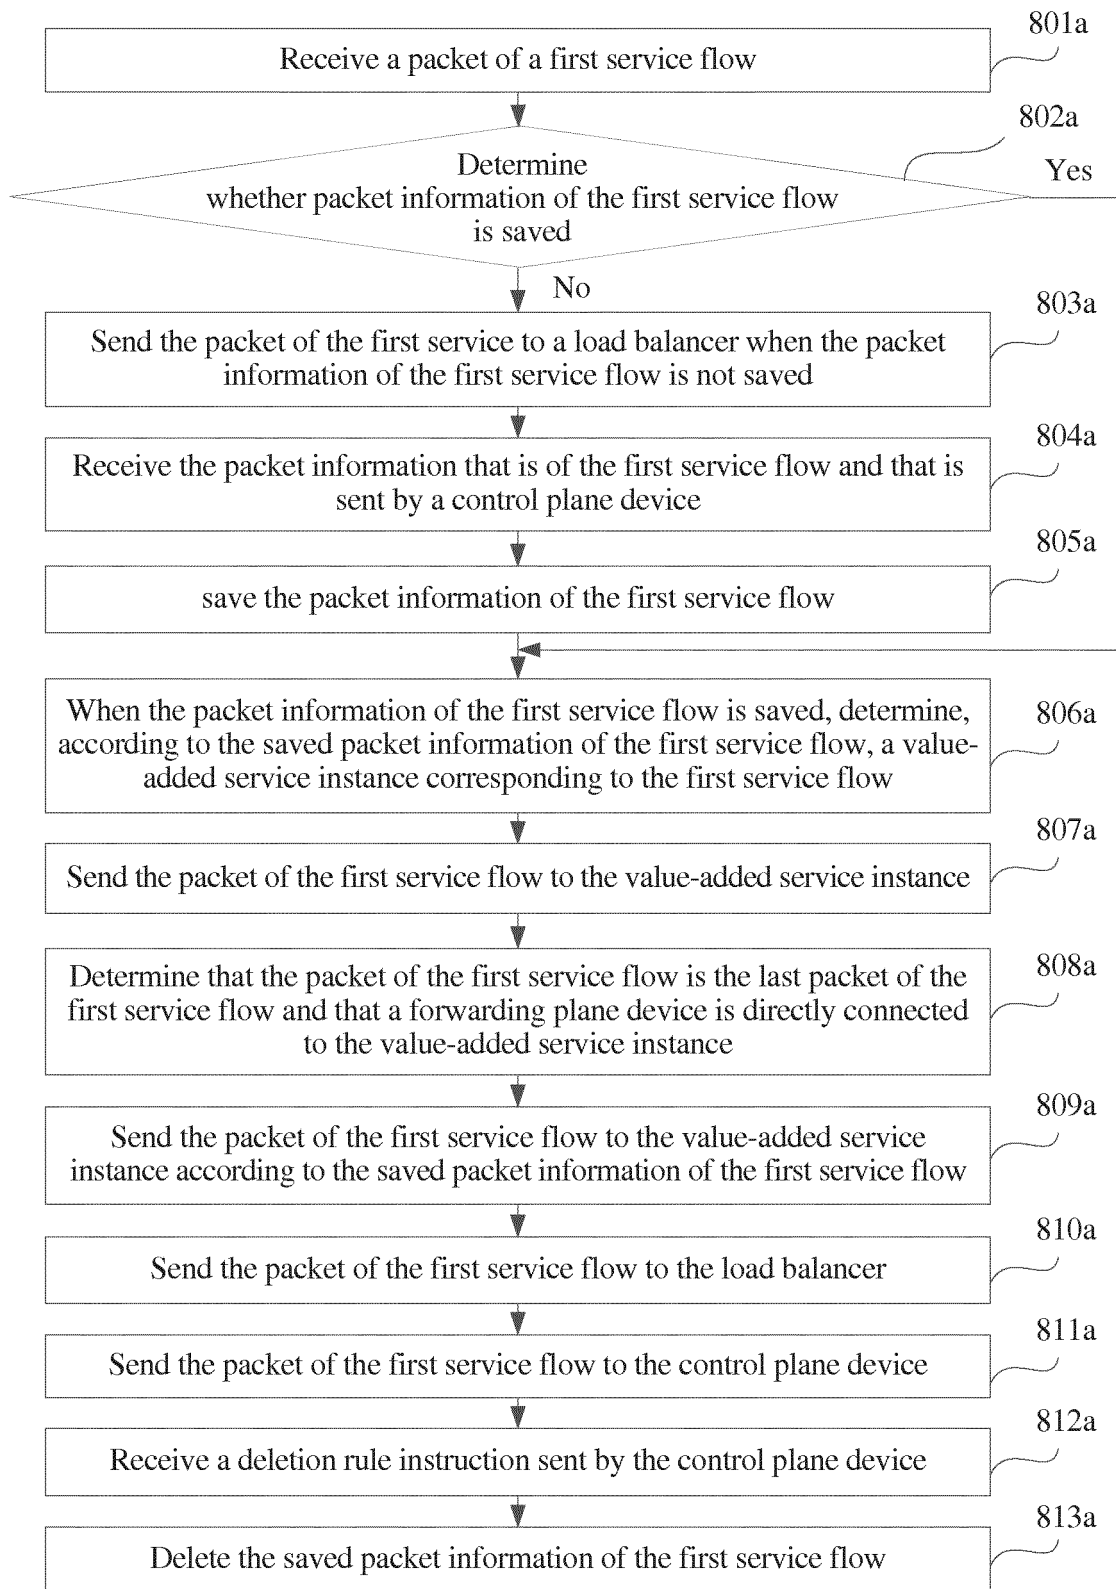 801a
Receive a packet of a first service flow
802a
Determine
whether packet information of the first service flow
is saved
Yes
No
803a
Send the packet of the first service to a load balancer when the packet
information of the first service flow is not saved
804a
Receive the packet information that is of the first service flow and that is
sent by a control plane device
805a
save the packet information of the first service flow
806a
When the packet information of the first service flow is saved, determine,
according to the saved packet information of the first service flow, a value-
added service instance corresponding to the first service flow
807a
Send the packet of the first service flow to the value-added service instance
808a
Determine that the packet of the first service flow is the last packet of the
first service flow and that a forwarding plane device is directly connected
to the value-added service instance
809a
Send the packet of the first service flow to the value-added service
instance according to the saved packet information of the first service flow
810a
Send the packet of the first service flow to the load balancer
811a
Send the packet of the first service flow to the control plane device
812a
Receive a deletion rule instruction sent by the control plane device
813a
Delete the saved packet information of the first service flow